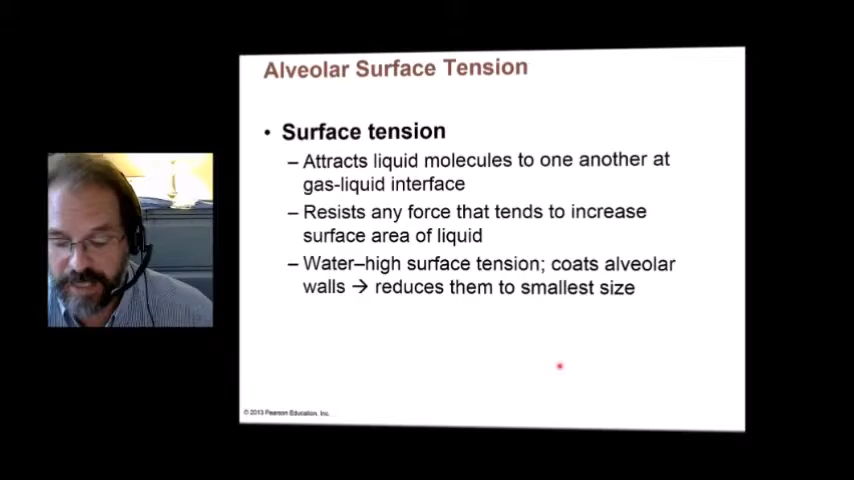 Alveolar Surface Tension
• Surface tension
– Attracts liquid molecules to one another at
gas-liquid interface
– Resists any force that tends to increase
surface area of liquid
– Water–high surface tension; coats alveolar
walls → reduces them to smallest size
© 2013 Pearson Education, Inc.